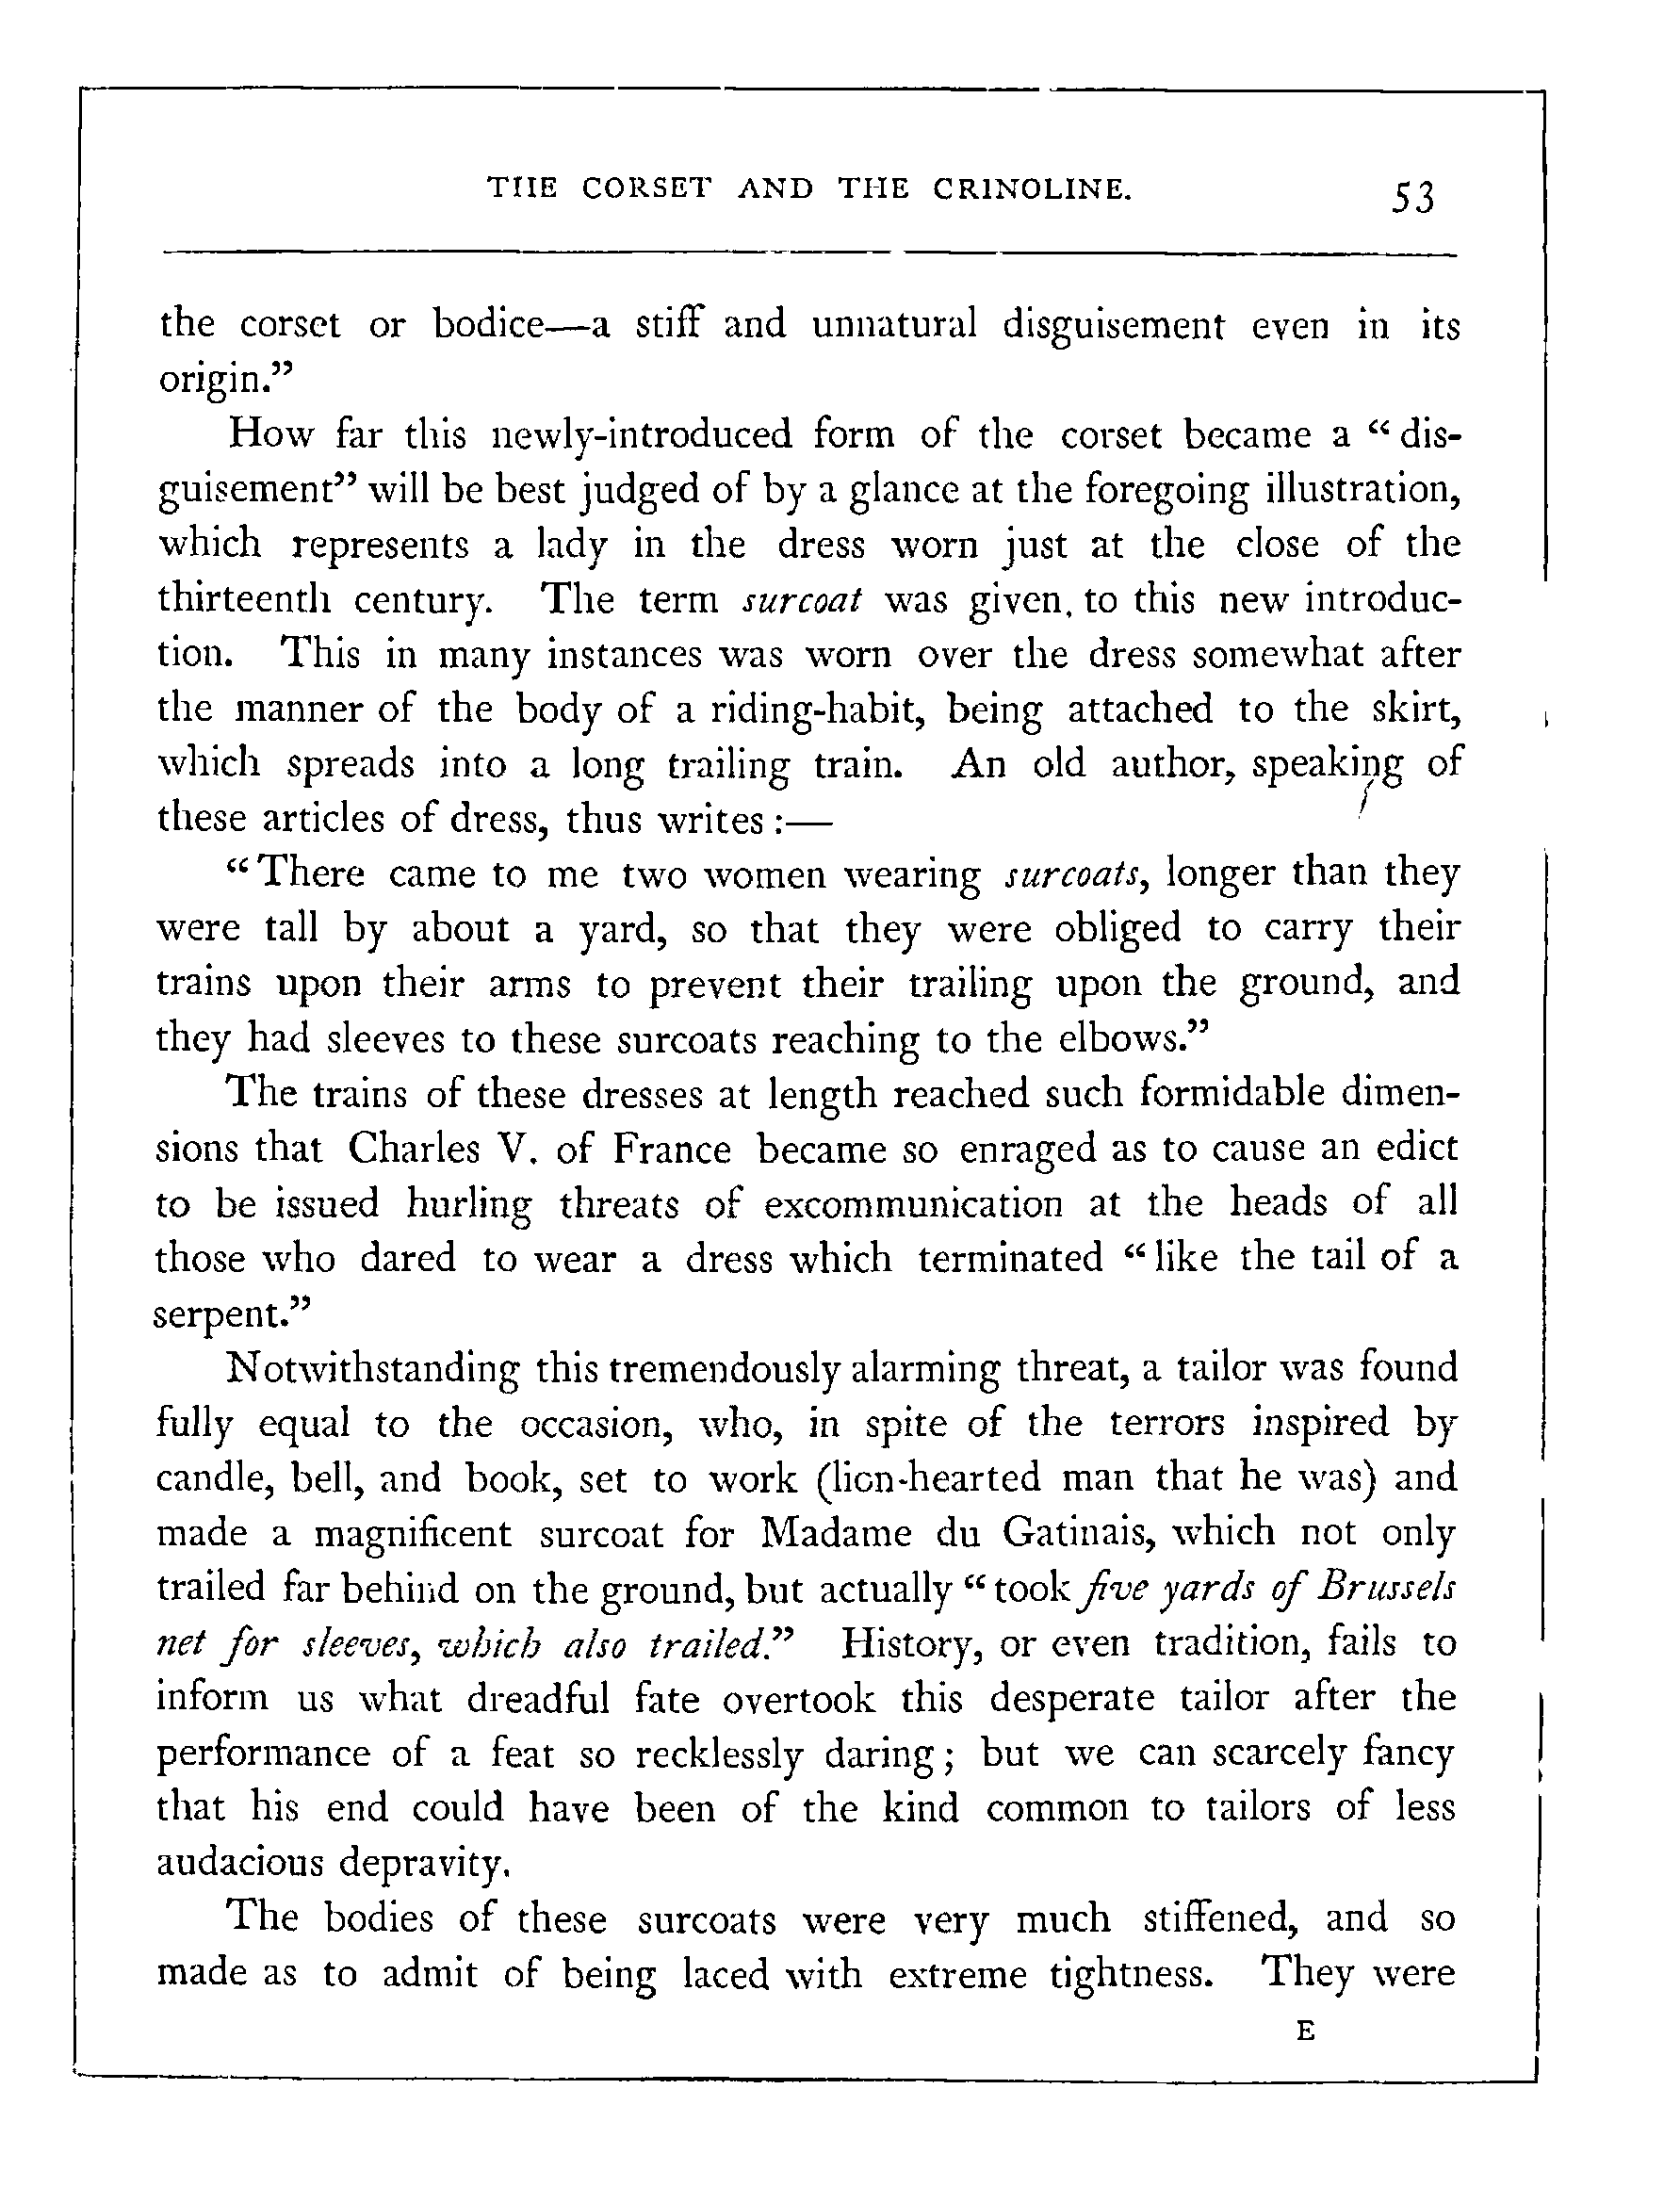 THE CORSET AND THE CRINOLINE. 53
the corset or bodice—a stiff and unnatural disguisement even in its
origin.”
How far this newly-introduced form of the corset became a “dis-
guisement” will be best judged of by a glance at the foregoing illustration,
which represents a lady in the dress worn just at the close of the
thirteenth century. The term surcoat was given, to this new introduc-
tion. This in many instances was worn over the dress somewhat after
the manner of the body of a riding-habit, being attached to the skirt,
which spreads into a long trailing train. An old author, speaking of
these articles of dress, thus writes :—
“There came to me two women wearing surcoats, longer than they
were tall by about a yard, so that they were obliged to carry their
trains upon their arms to prevent their trailing upon the ground, and
they had sleeves to these surcoats reaching to the elbows.”
The trains of these dresses at length reached such formidable dimen-
sions that Charles V. of France became so enraged as to cause an edict
to be issued hurling threats of excommunication at the heads of all
those who dared to wear a dress which terminated “like the tail of a
serpent.”
Notwithstanding this tremendously alarming threat, a tailor was found
fully equal to the occasion, who, in spite of the terrors inspired by
candle, bell, and book, set to work (lion-hearted man that he was) and
made a magnificent surcoat for Madame du Gatinais, which not only
trailed far behind on the ground, but actually “took five yards of Brussels
net for sleeves, which also trailed.” History, or even tradition, fails to
inform us what dreadful fate overtook this desperate tailor after the
performance of a feat so recklessly daring; but we can scarcely fancy
that his end could have been of the kind common to tailors of less
audacious depravity.
The bodies of these surcoats were very much stiffened, and so
made as to admit of being laced with extreme tightness. They were
E